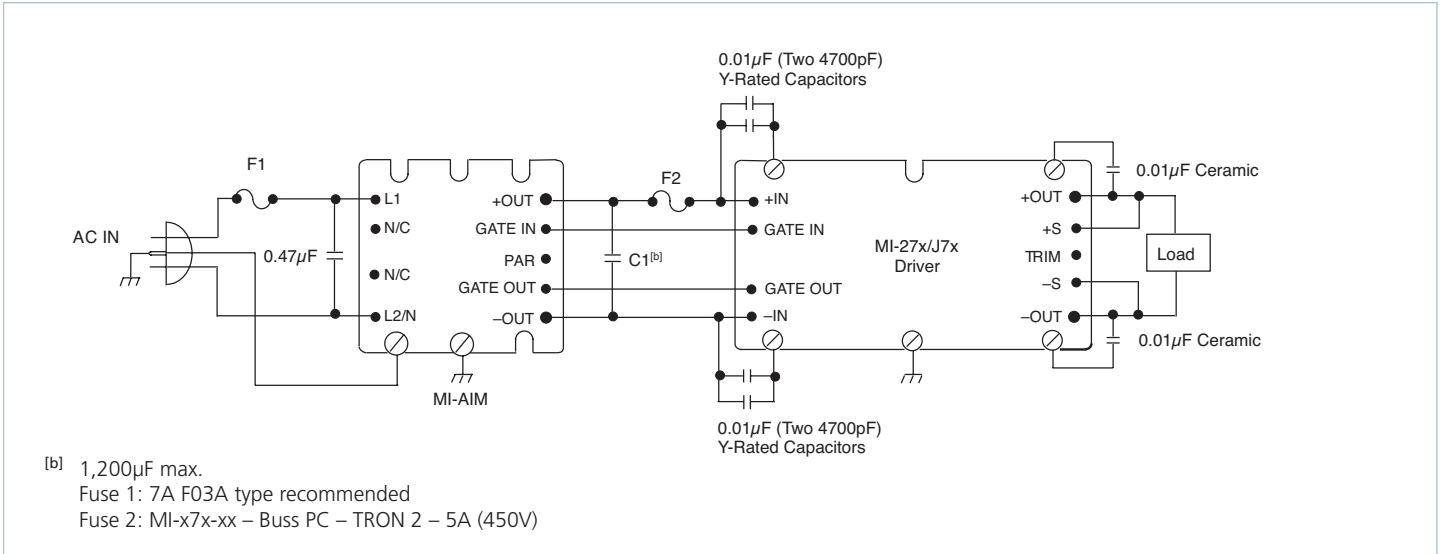 0.01µF (Two 4700pF)
Y-Rated Capacitors
F1
F2
0.01µF Ceramic
AC IN
0.47µF
L1
N/C
N/C
L2/N
+OUT
GATE IN
PAR
GATE OUT
–OUT
MI-AIM
C1[b]
+IN
GATE IN
GATE OUT
–IN
MI-27x/J7x
Driver
+OUT
+S
TRIM
–S
–OUT
Load
0.01µF Ceramic
0.01µF (Two 4700pF)
Y-Rated Capacitors
[b] 1,200µF max.
Fuse 1: 7A F03A type recommended
Fuse 2: MI-x7x-xx – Buss PC – TRON 2 – 5A (450V)